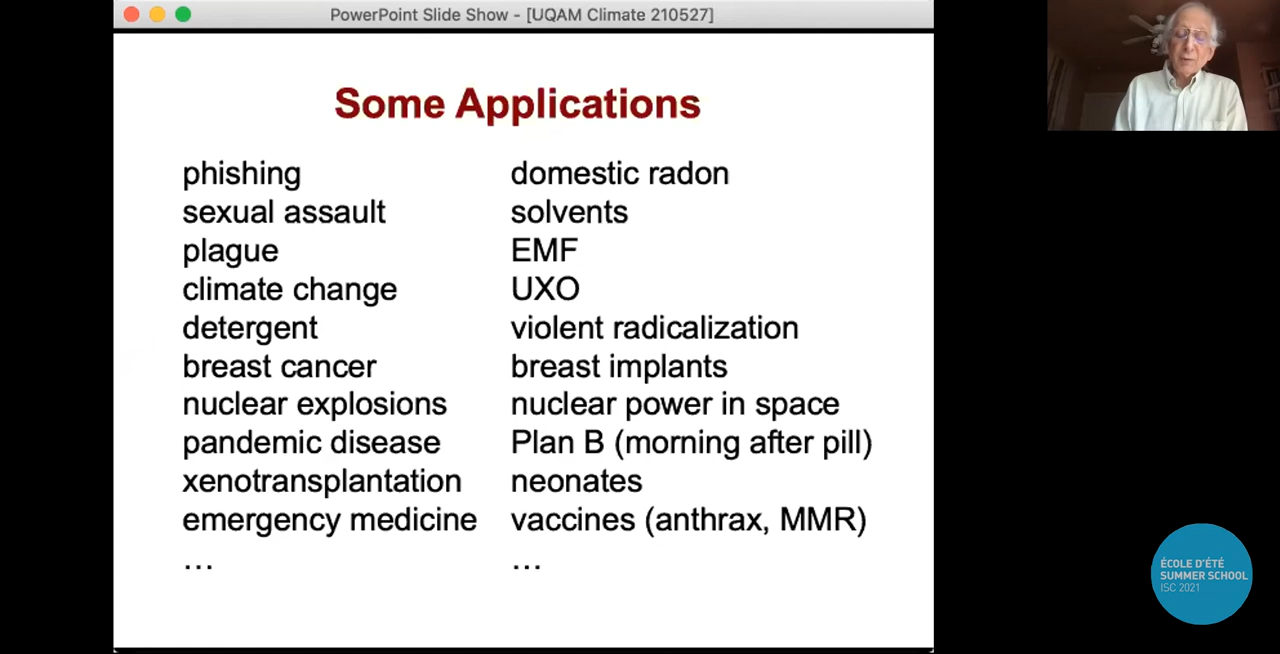 PowerPoint Slide Show - [UQAM Climate 210527]
Some Applications
phishing
sexual assault
plague
climate change
detergent
breast cancer
nuclear explosions
pandemic disease
xenotransplantation
emergency medicine
…
domestic radon
solvents
EMF
UXO
violent radicalization
breast implants
nuclear power in space
Plan B (morning after pill)
neonates
vaccines (anthrax, MMR)
…
ÉCOLE D'ÉTÉ
SUMMER SCHOOL
ISC 2021